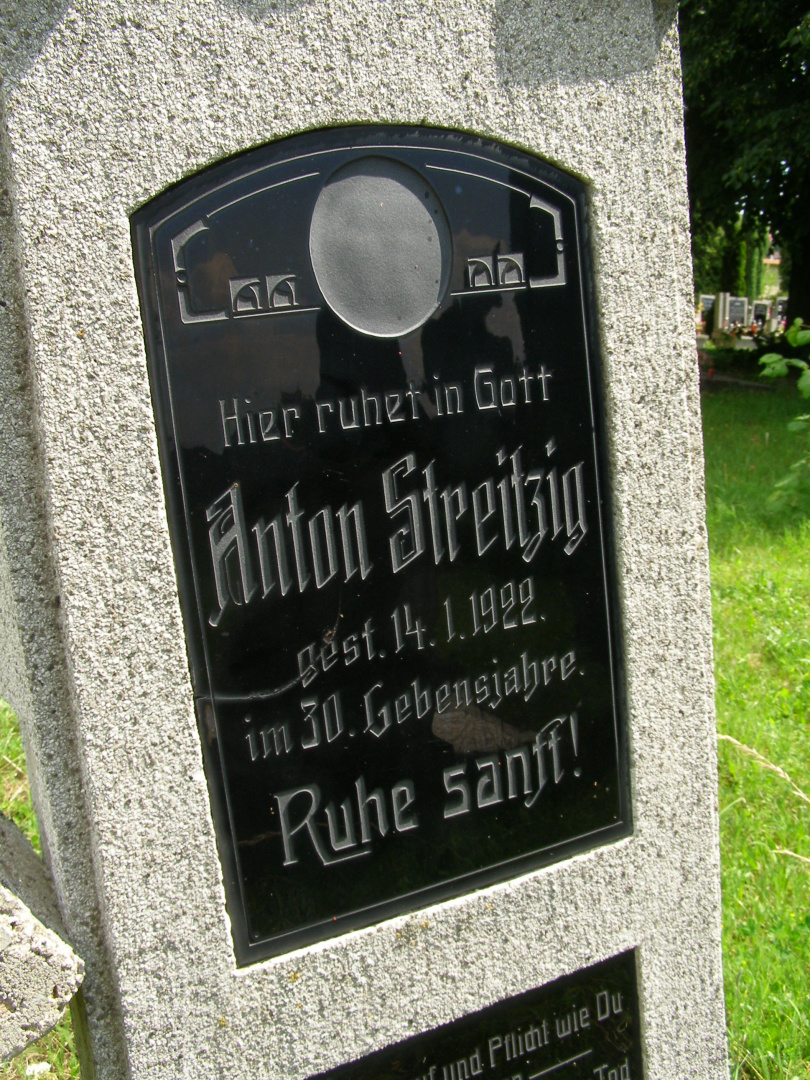 Hier ruhet in Gott
Anton Streitzig
gest. 14. 1. 1922.
im 30. Lebensjahre.
Ruhe sanft!
und Pflicht wie Du
Tod